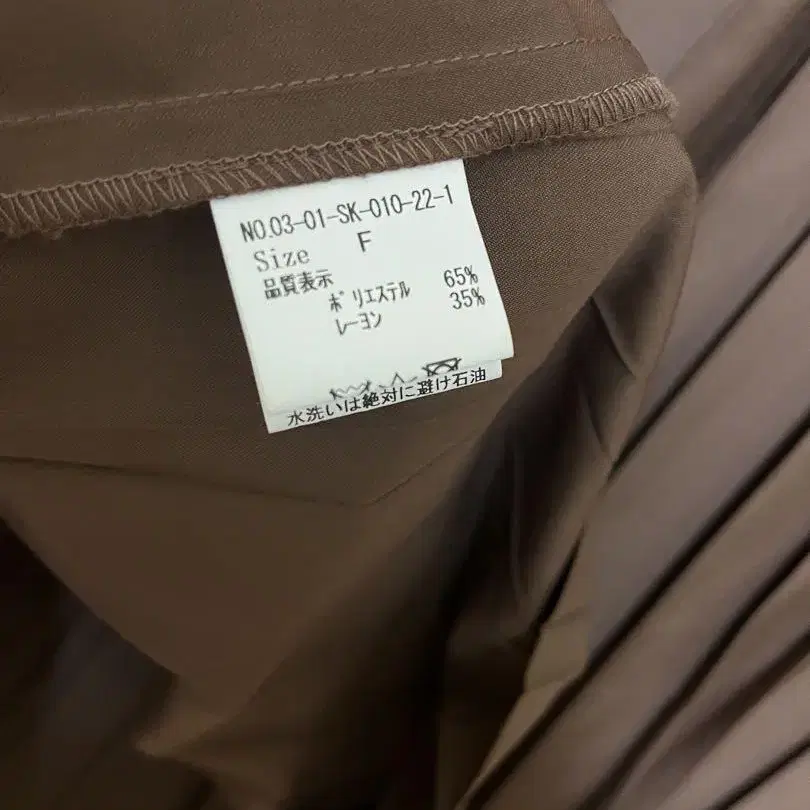 NO.03-01-SK-010-22-1
Size F
品質表示
ポリエステル 65%
レーヨン 35%
水洗いは絶対に避け石油